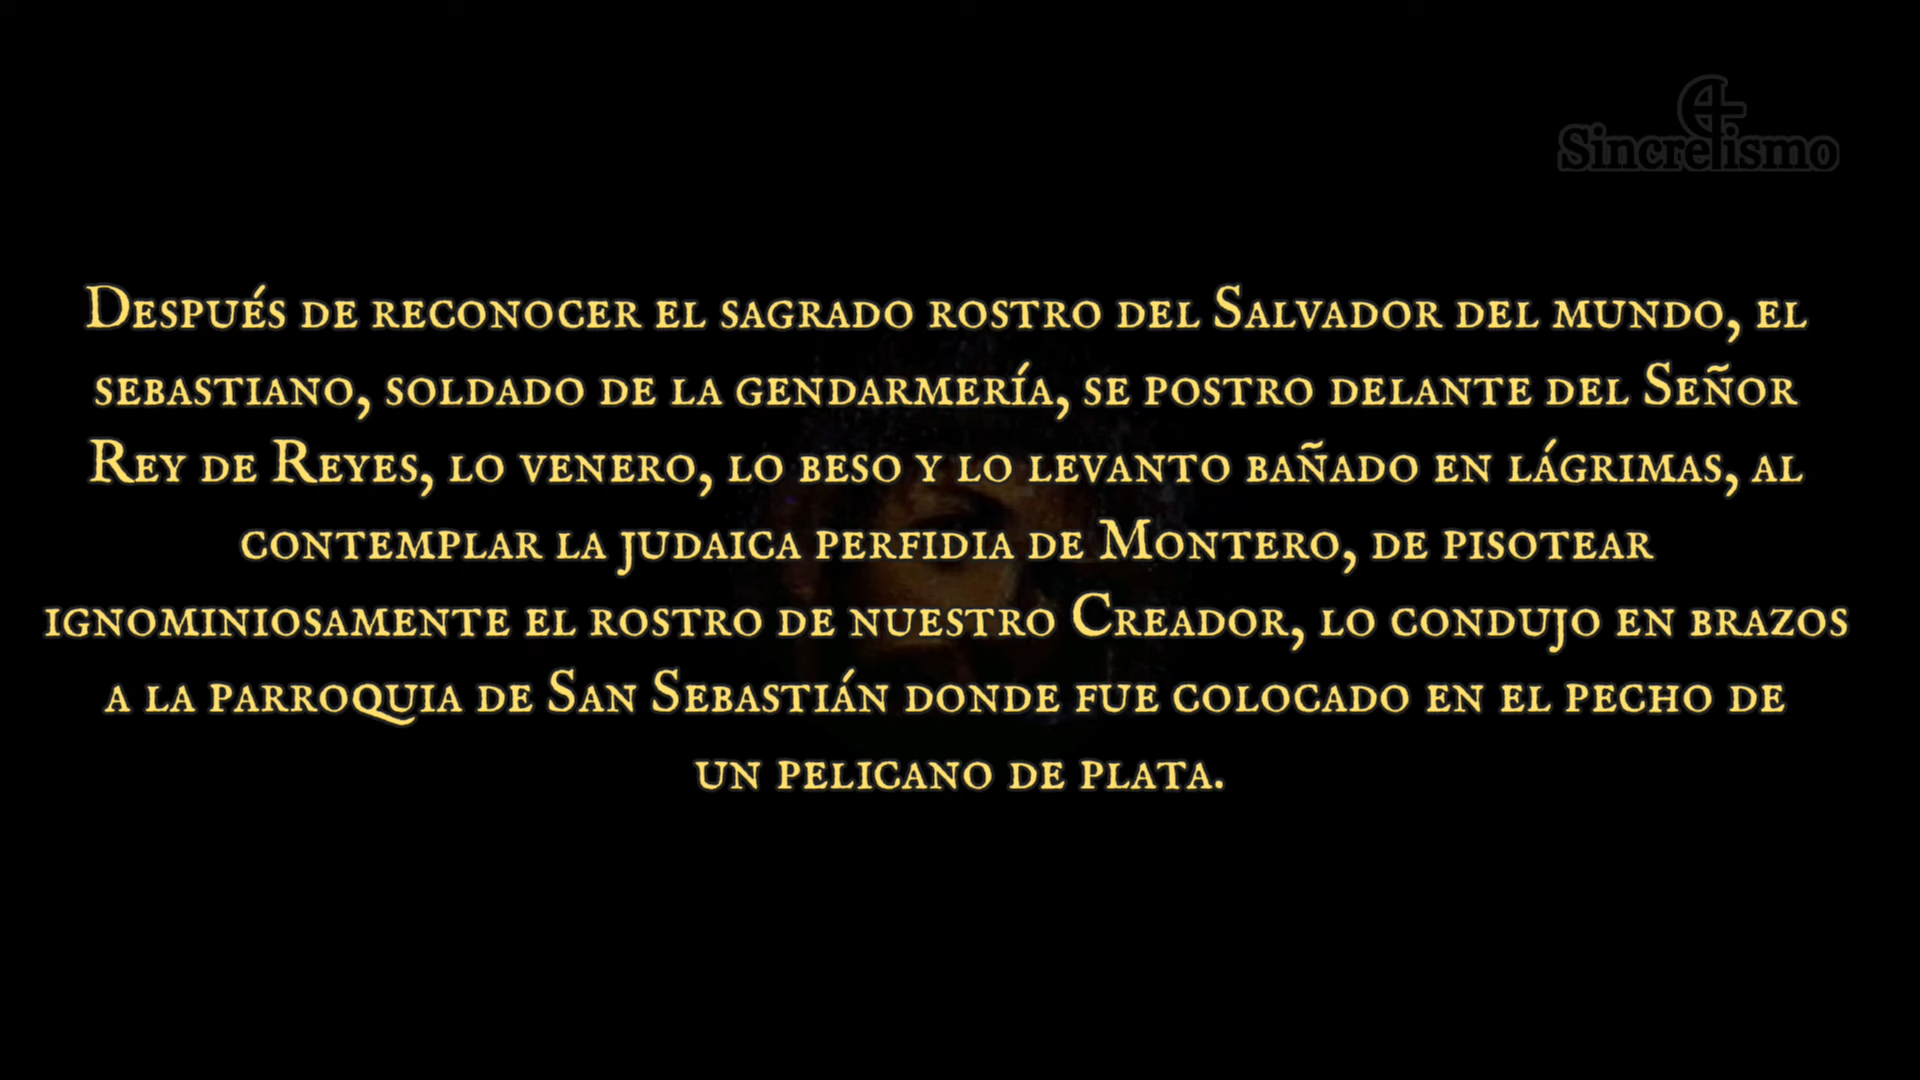 Sincretismo
Después de reconocer el sagrado rostro del Salvador del mundo, el
sebastiano, soldado de la gendarmería, se postro delante del Señor
Rey de Reyes, lo venero, lo beso y lo levanto bañado en lágrimas, al
contemplar la judaica perfidia de Montero, de pisotear
ignominiosamente el rostro de nuestro Creador, lo condujo en brazos
a la parroquia de San Sebastián donde fue colocado en el pecho de
un pelicano de plata.